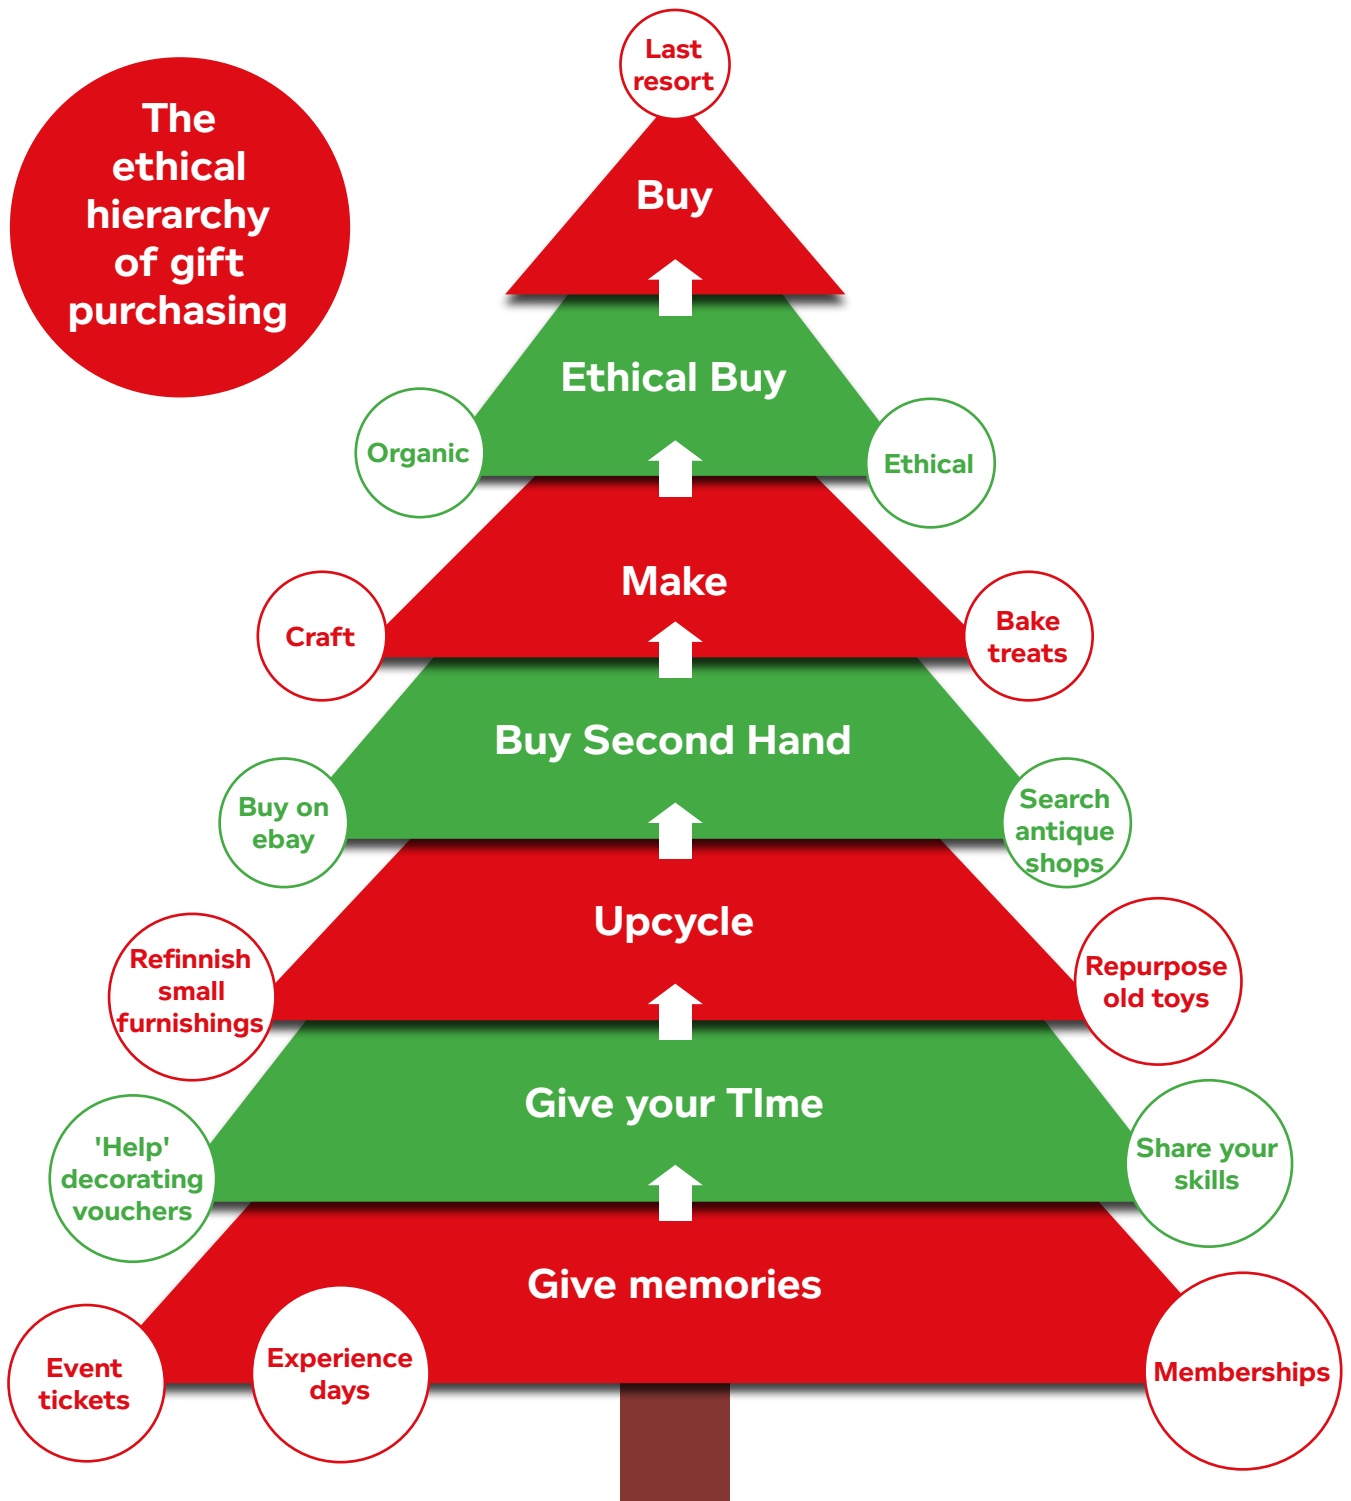 The
ethical
hierarchy
of gift
purchasing
Last
resort
Buy
Ethical Buy
Organic
Ethical
Make
Craft
Bake
treats
Buy Second Hand
Buy on
ebay
Search
antique
shops
Upcycle
Refinnish
small
furnishings
Repurpose
old toys
Give your TIme
'Help'
decorating
vouchers
Share your
skills
Give memories
Event
tickets
Experience
days
Memberships